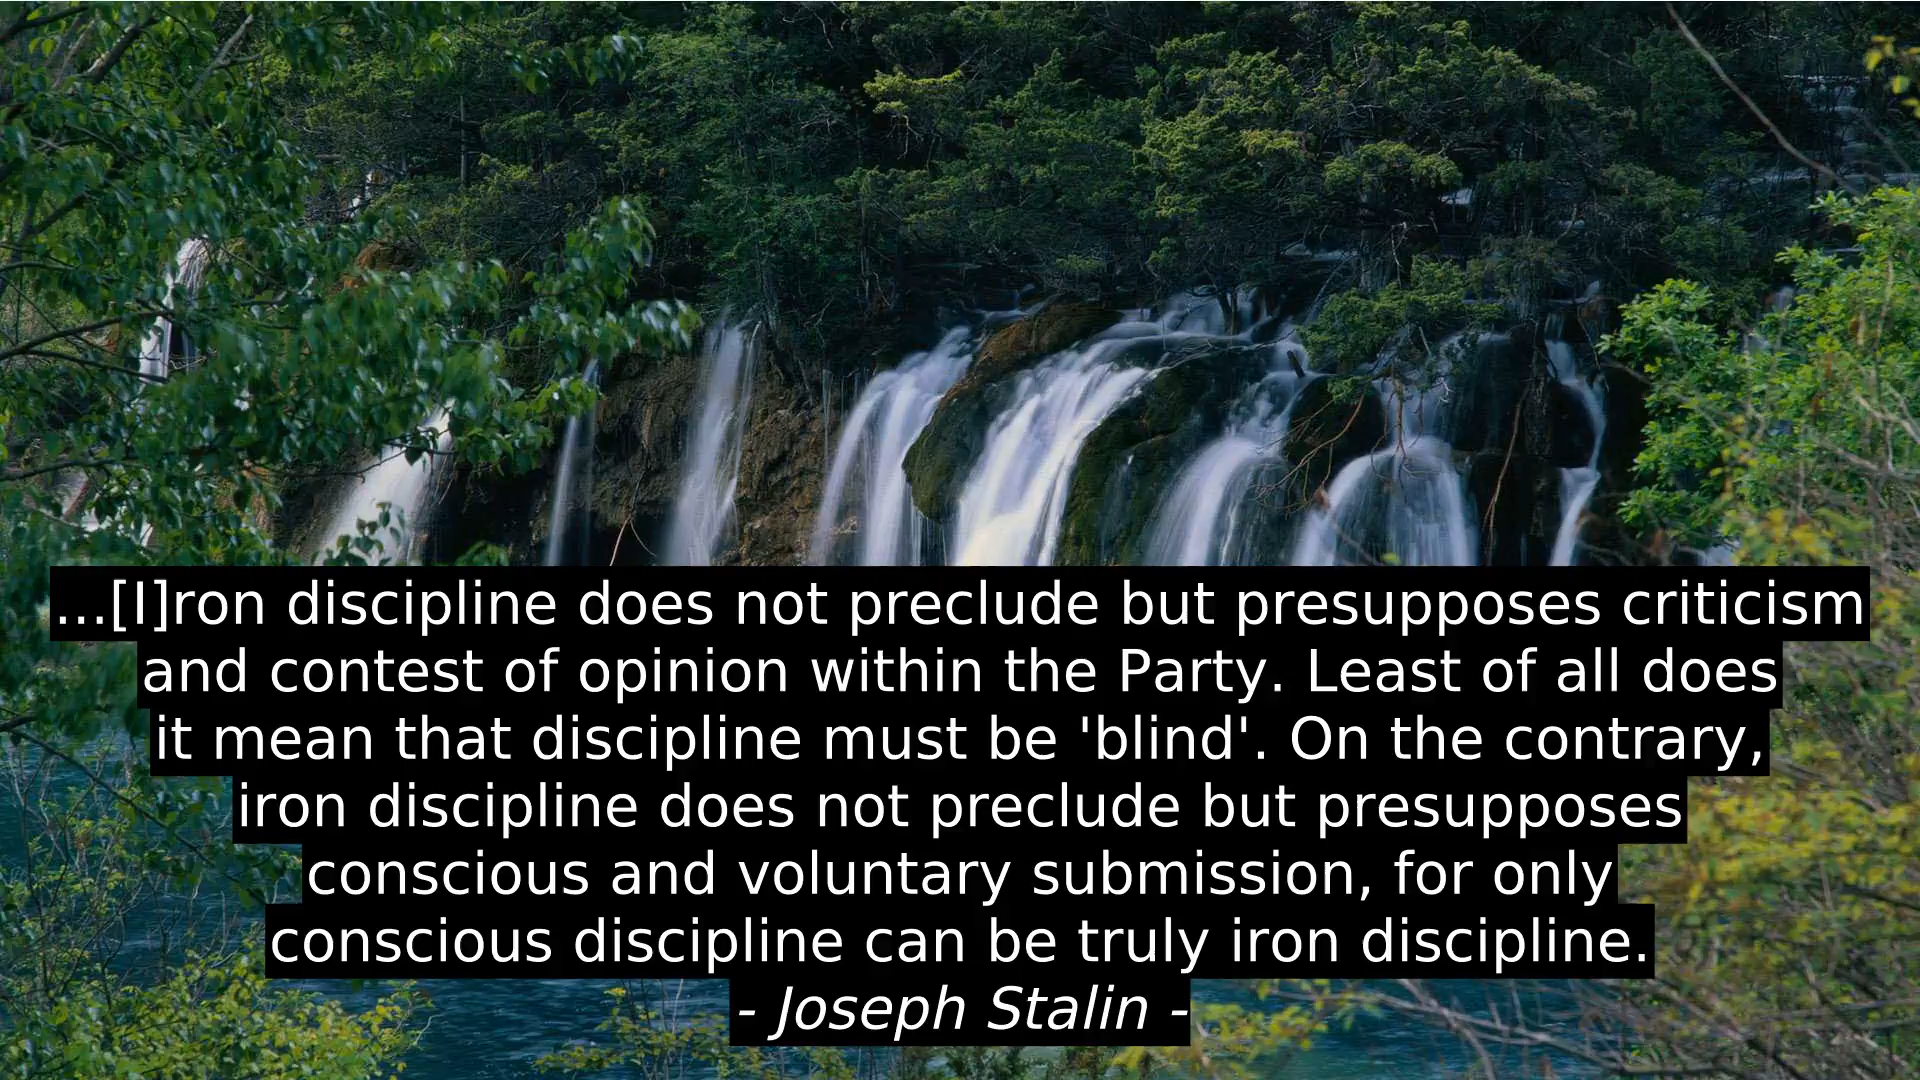 ...[I]ron discipline does not preclude but presupposes criticism
and contest of opinion within the Party. Least of all does
it mean that discipline must be 'blind'. On the contrary,
iron discipline does not preclude but presupposes
conscious and voluntary submission, for only
conscious discipline can be truly iron discipline.
- Joseph Stalin -